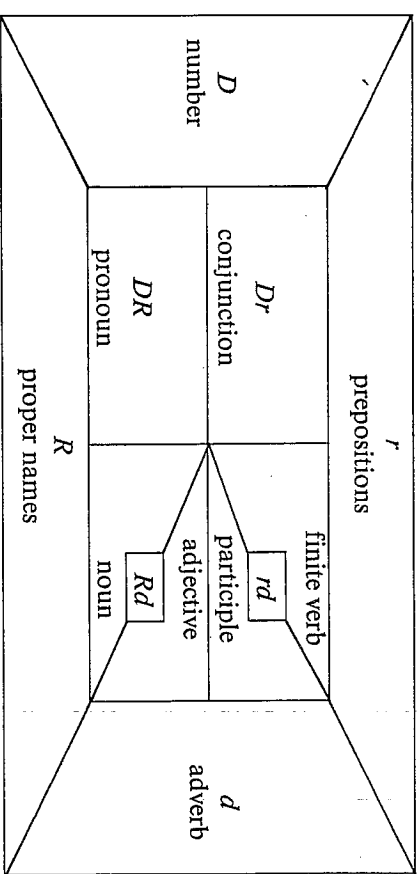 r
prepositions
D
number
Dr
conjunction
finite verb
rd
participle
d
adverb
DR
pronoun
adjective
Rd
noun
R
proper names